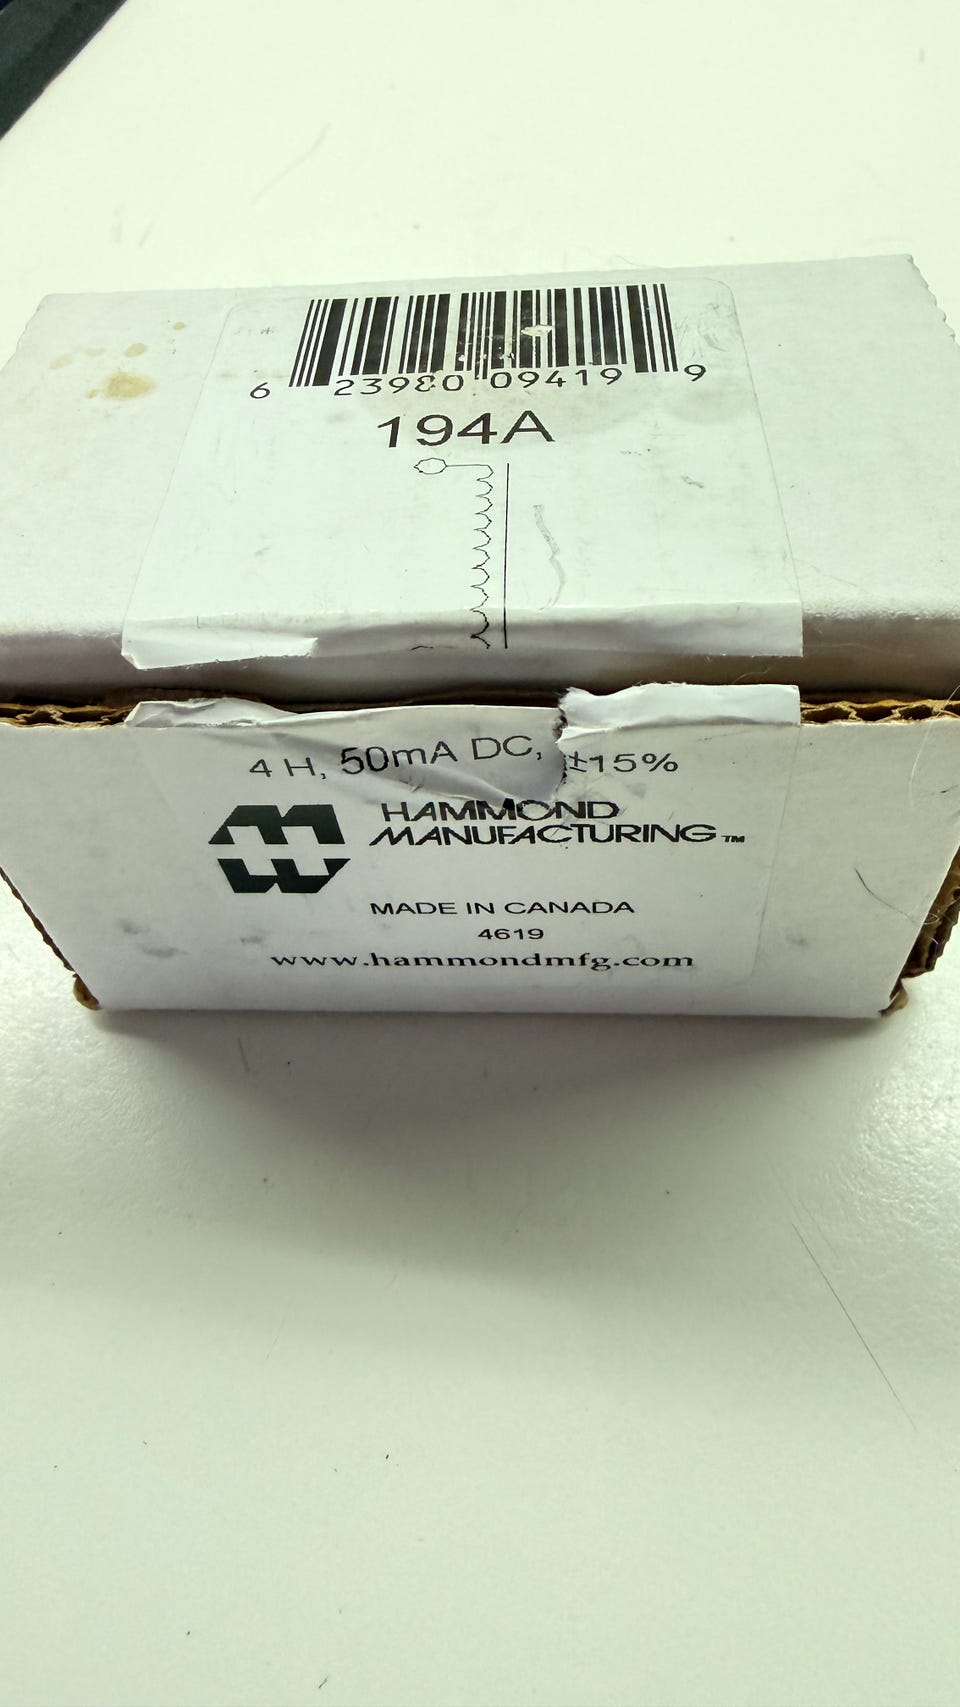 6 23980 09419 9
194A
4 H, 50mA DC, ±15%
HAMMOND
MANUFACTURING™
MADE IN CANADA
4619
www.hammondmfg.com